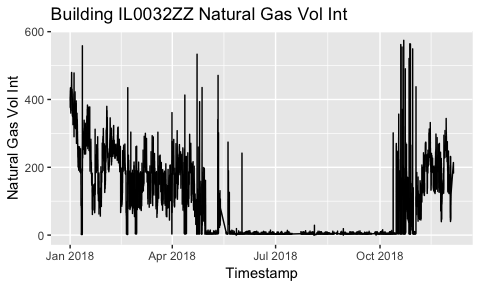 Building IL0032ZZ Natural Gas Vol Int
Natural Gas Vol Int
600
400
200
0
Jan 2018 Apr 2018 Jul 2018 Oct 2018
Timestamp